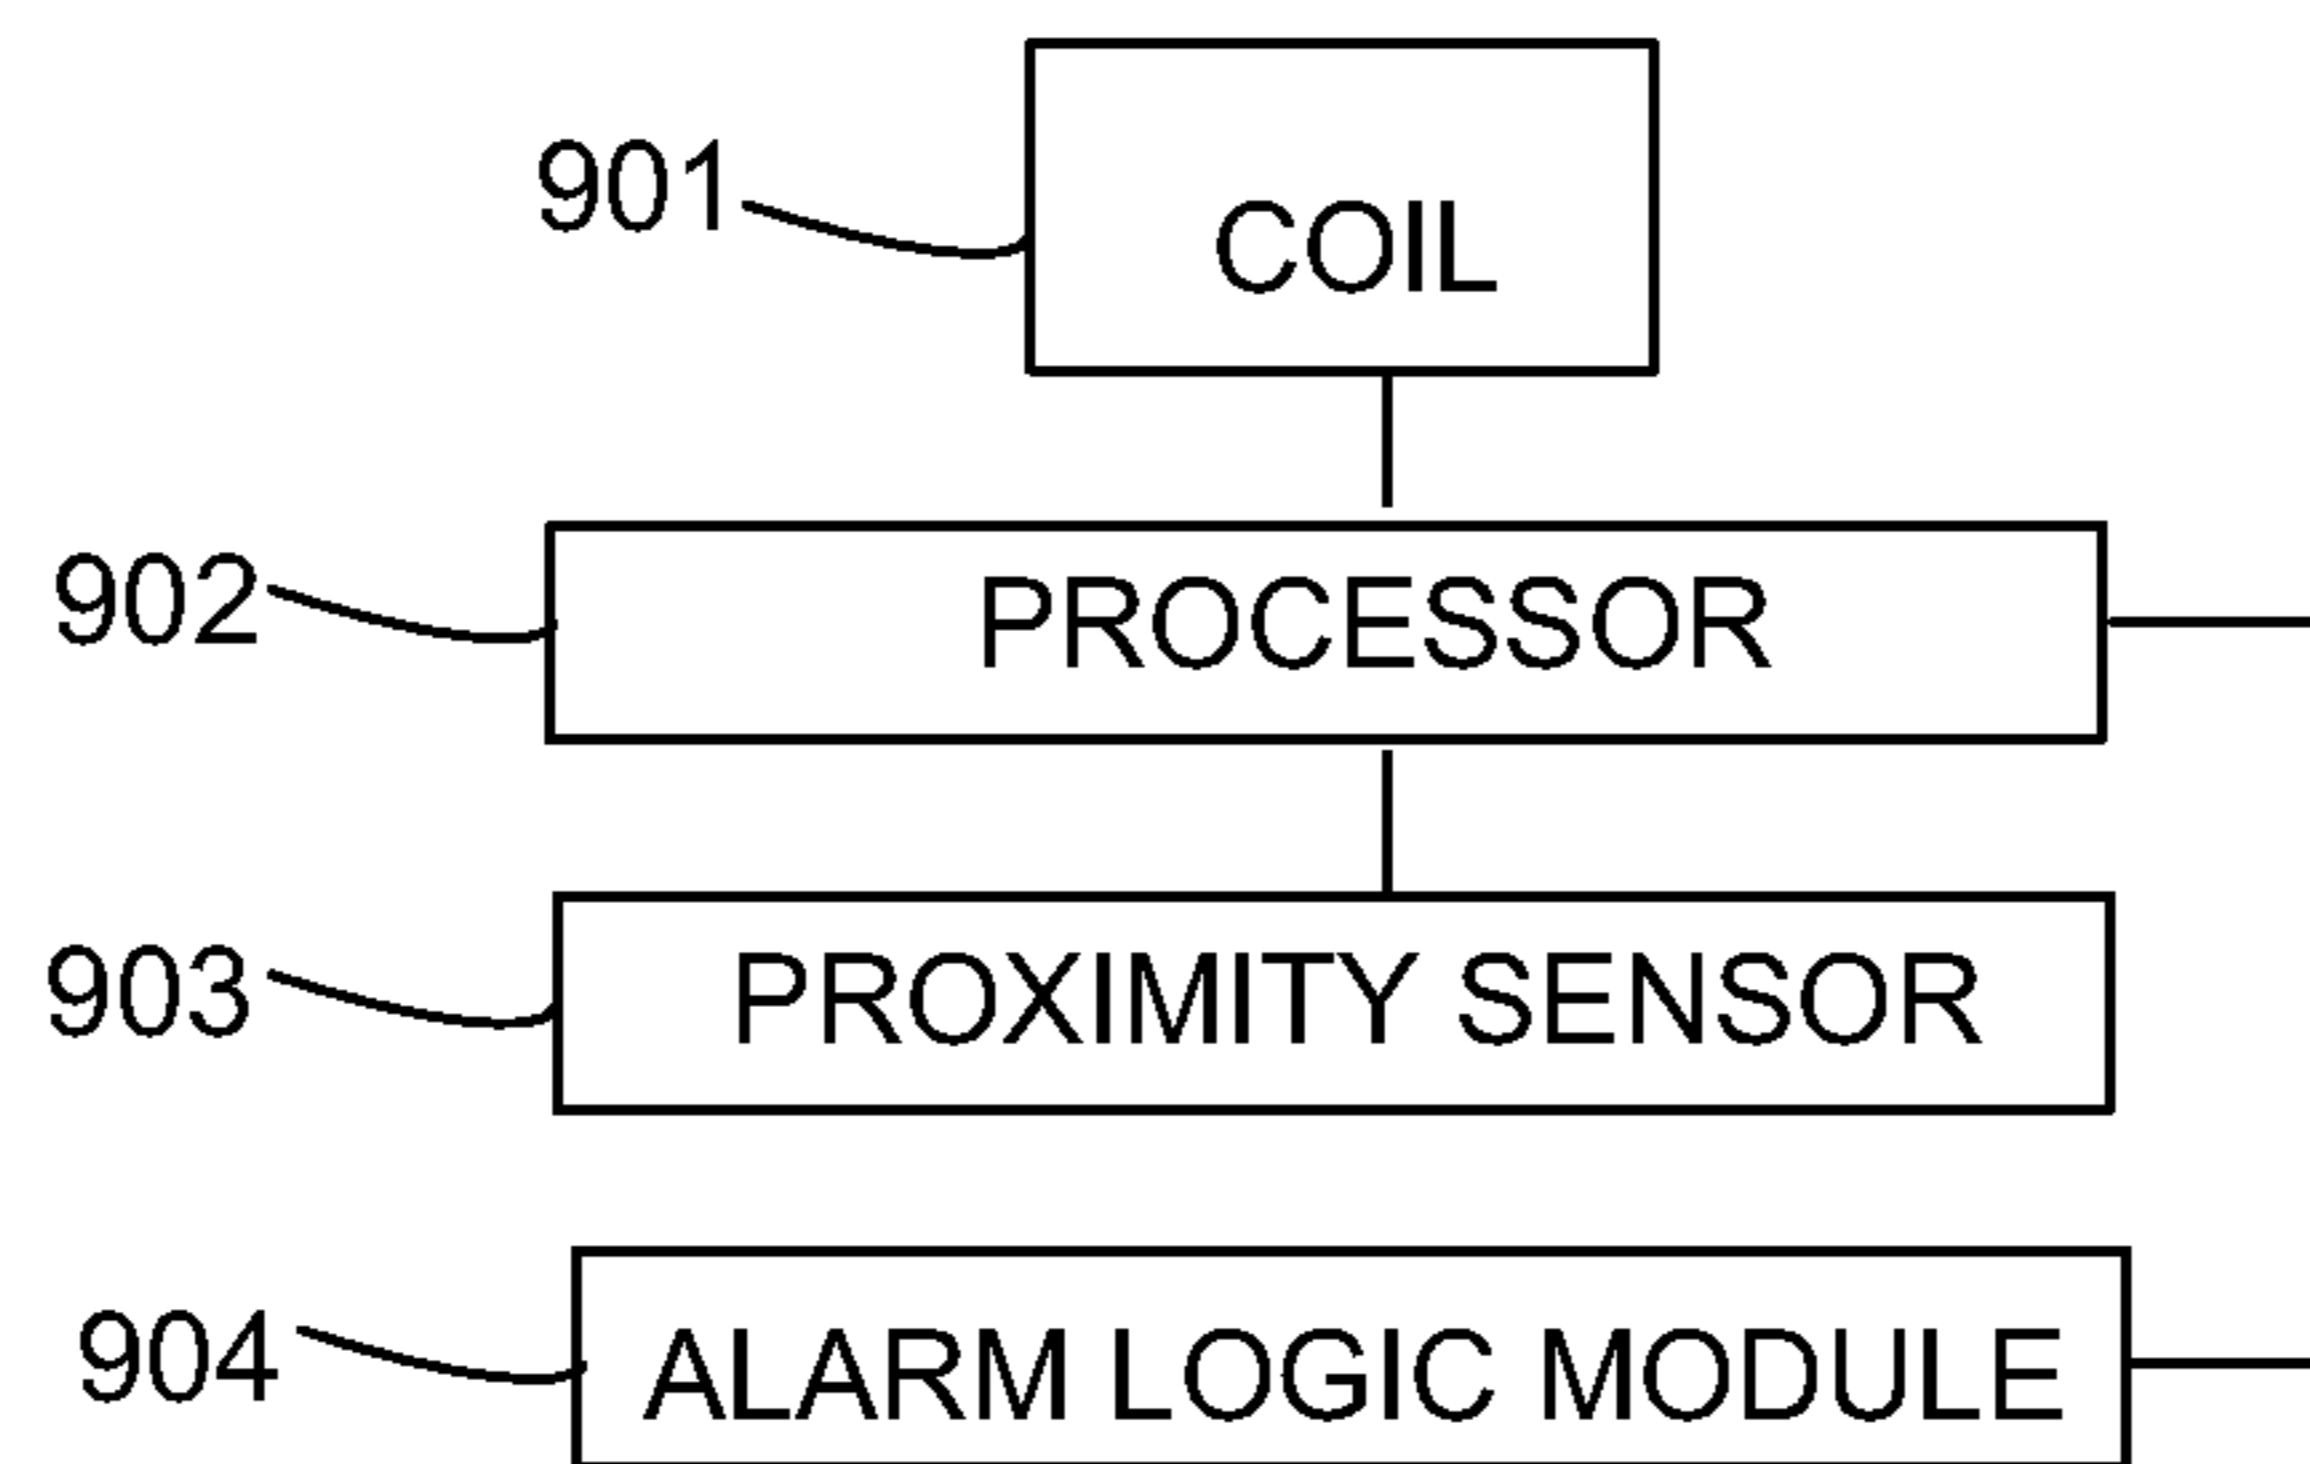 901
COIL
902
PROCESSOR
903
PROXIMITY SENSOR
904
ALARM LOGIC MODULE